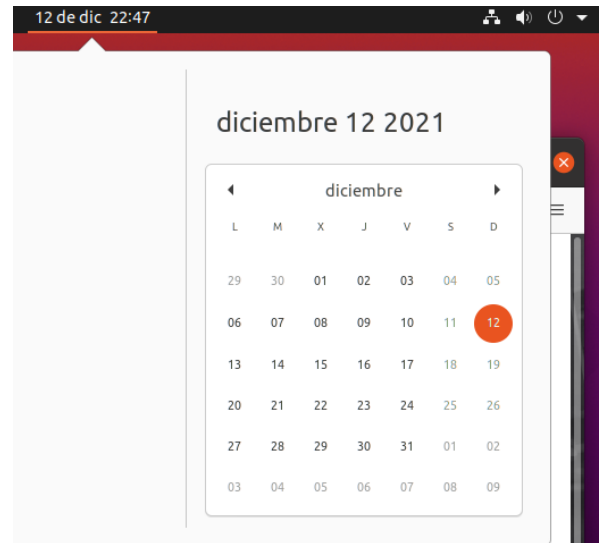 12 de dic 22:47
diciembre 12 2021
diciembre
L M X J V S D
29 30 01 02 03 04 05
06 07 08 09 10 11 12
13 14 15 16 17 18 19
20 21 22 23 24 25 26
27 28 29 30 31 01 02
03 04 05 06 07 08 09